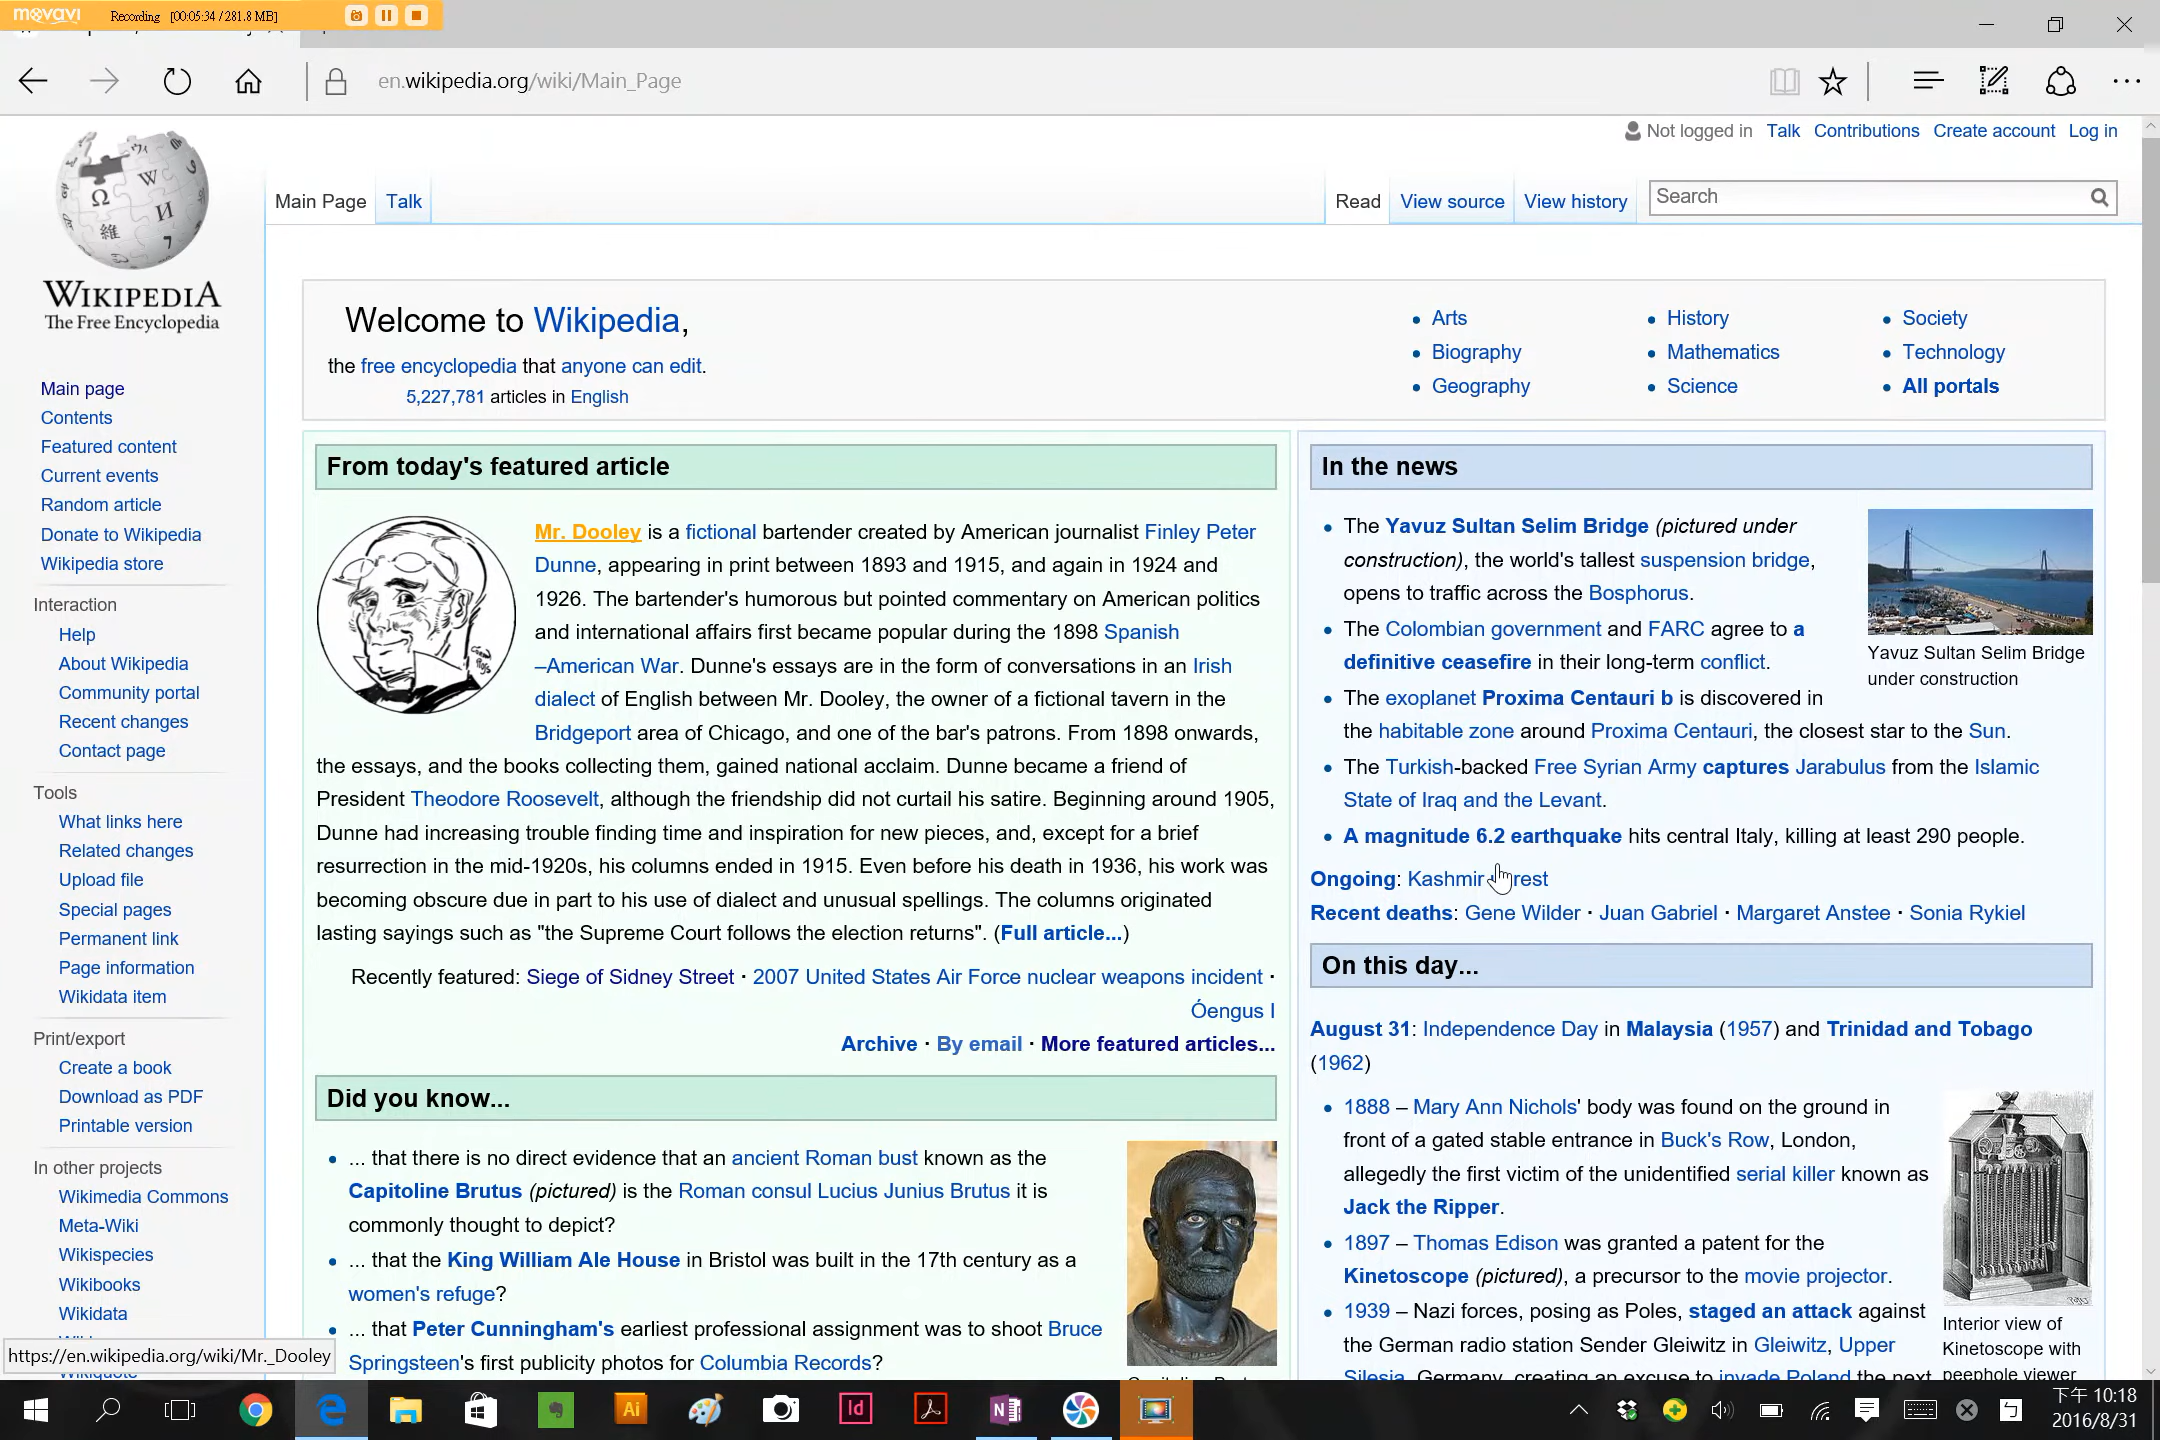 movavi Recording [00:05:34 / 281.8 MB]
en.wikipedia.org/wiki/Main_Page
Not logged in Talk Contributions Create account Log in
Main Page Talk Read View source View history Search
WIKIPEDIA
The Free Encyclopedia
Main page
Contents
Featured content
Current events
Random article
Donate to Wikipedia
Wikipedia store
Interaction
Help
About Wikipedia
Community portal
Recent changes
Contact page
Tools
What links here
Related changes
Upload file
Special pages
Permanent link
Page information
Wikidata item
Print/export
Create a book
Download as PDF
Printable version
In other projects
Wikimedia Commons
Meta-Wiki
Wikispecies
Wikibooks
Wikidata
https://en.wikipedia.org/wiki/Mr._Dooley
Welcome to Wikipedia,
the free encyclopedia that anyone can edit.
5,227,781 articles in English
• Arts
• Biography
• Geography
• History
• Mathematics
• Science
• Society
• Technology
• All portals
From today's featured article
Mr. Dooley is a fictional bartender created by American journalist Finley Peter
Dunne, appearing in print between 1893 and 1915, and again in 1924 and
1926. The bartender's humorous but pointed commentary on American politics
and international affairs first became popular during the 1898 Spanish
–American War. Dunne's essays are in the form of conversations in an Irish
dialect of English between Mr. Dooley, the owner of a fictional tavern in the
Bridgeport area of Chicago, and one of the bar's patrons. From 1898 onwards,
the essays, and the books collecting them, gained national acclaim. Dunne became a friend of
President Theodore Roosevelt, although the friendship did not curtail his satire. Beginning around 1905,
Dunne had increasing trouble finding time and inspiration for new pieces, and, except for a brief
resurrection in the mid-1920s, his columns ended in 1915. Even before his death in 1936, his work was
becoming obscure due in part to his use of dialect and unusual spellings. The columns originated
lasting sayings such as "the Supreme Court follows the election returns". (Full article...)
Recently featured: Siege of Sidney Street · 2007 United States Air Force nuclear weapons incident ·
Óengus I
Archive · By email · More featured articles...
Did you know...
• ... that there is no direct evidence that an ancient Roman bust known as the
Capitoline Brutus (pictured) is the Roman consul Lucius Junius Brutus it is
commonly thought to depict?
• ... that the King William Ale House in Bristol was built in the 17th century as a
women's refuge?
• ... that Peter Cunningham's earliest professional assignment was to shoot Bruce
Springsteen's first publicity photos for Columbia Records?
In the news
• The Yavuz Sultan Selim Bridge (pictured under
construction), the world's tallest suspension bridge,
opens to traffic across the Bosphorus.
• The Colombian government and FARC agree to a
definitive ceasefire in their long-term conflict.
Yavuz Sultan Selim Bridge
under construction
• The exoplanet Proxima Centauri b is discovered in
the habitable zone around Proxima Centauri, the closest star to the Sun.
• The Turkish-backed Free Syrian Army captures Jarabulus from the Islamic
State of Iraq and the Levant.
• A magnitude 6.2 earthquake hits central Italy, killing at least 290 people.
Ongoing: Kashmir
Recent deaths: Gene Wilder · Juan Gabriel · Margaret Anstee · Sonia Rykiel
On this day...
August 31: Independence Day in Malaysia (1957) and Trinidad and Tobago
(1962)
• 1888 – Mary Ann Nichols' body was found on the ground in
front of a gated stable entrance in Buck's Row, London,
allegedly the first victim of the unidentified serial killer known as
Jack the Ripper.
• 1897 – Thomas Edison was granted a patent for the
Kinetoscope (pictured), a precursor to the movie projector.
• 1939 – Nazi forces, posing as Poles, staged an attack against
the German radio station Sender Gleiwitz in Gleiwitz, Upper
Silesia, Germany, creating an excuse to invade Poland the next
Interior view of
Kinetoscope with
peephole viewer
Ai Id N
下午 10:18
2016/8/31